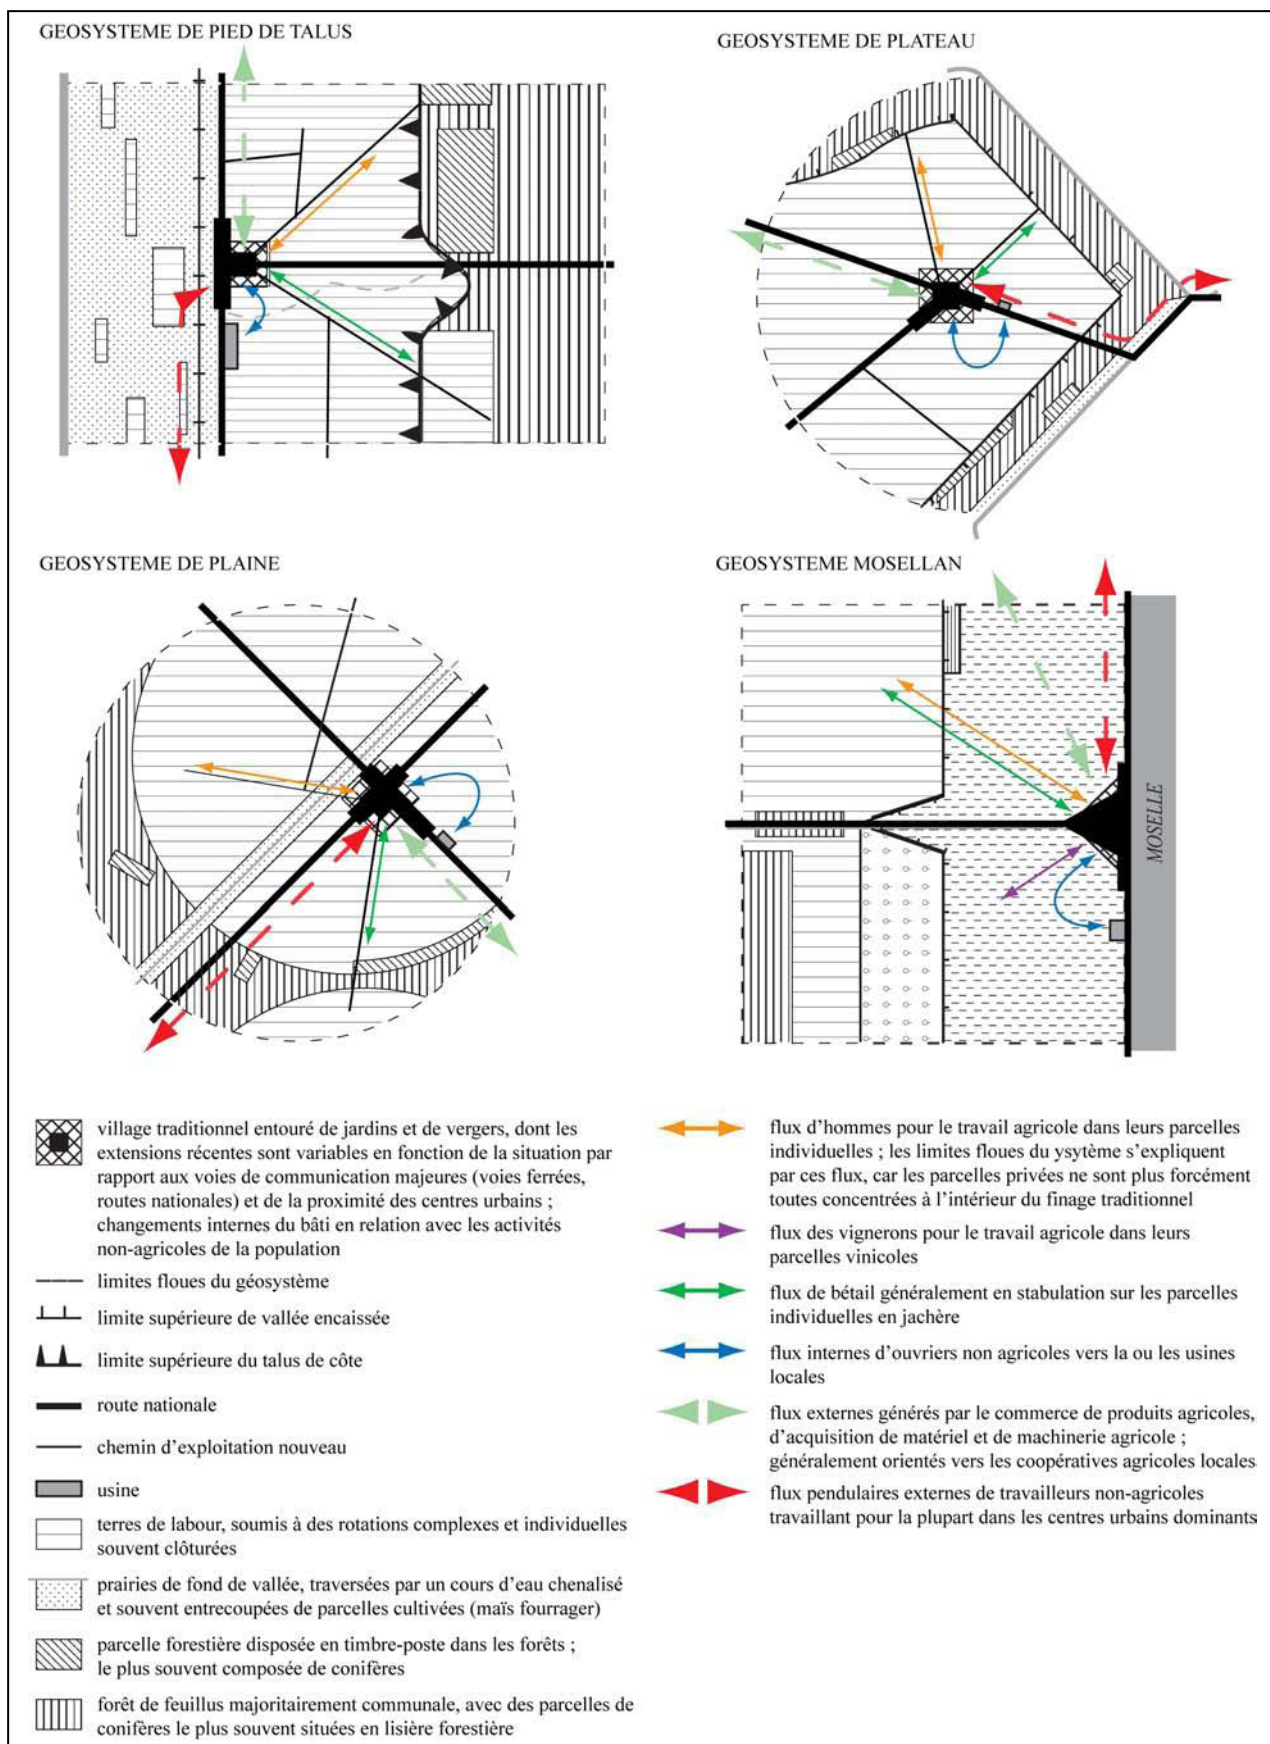 GEOSYSTEME DE PIED DE TALUS
GEOSYSTEME DE PLATEAU
GEOSYSTEME DE PLAINE
GEOSYSTEME MOSELLAN
MOSELLE
village traditionnel entouré de jardins et de vergers, dont les
extensions récentes sont variables en fonction de la situation par
rapport aux voies de communication majeures (voies ferrées,
routes nationales) et de la proximité des centres urbains ;
changements internes du bâti en relation avec les activités
non-agricoles de la population
limites floues du géosystème
limite supérieure de vallée encaissée
limite supérieure du talus de côte
route nationale
chemin d'exploitation nouveau
usine
terres de labour, soumis à des rotations complexes et individuelles
souvent clôturées
prairies de fond de vallée, traversées par un cours d'eau chenalisé
et souvent entrecoupées de parcelles cultivées (maïs fourrager)
parcelle forestière disposée en timbre-poste dans les forêts ;
le plus souvent composée de conifères
forêt de feuillus majoritairement communale, avec des parcelles de
conifères le plus souvent situées en lisière forestière
flux d'hommes pour le travail agricole dans leurs parcelles
individuelles ; les limites floues du ysytème s'expliquent
par ces flux, car les parcelles privées ne sont plus forcément
toutes concentrées à l'intérieur du finage traditionnel
flux des vignerons pour le travail agricole dans leurs
parcelles vinicoles
flux de bétail généralement en stabulation sur les parcelles
individuelles en jachère
flux internes d'ouvriers non agricoles vers la ou les usines
locales
flux externes générés par le commerce de produits agricoles,
d'acquisition de matériel et de machinerie agricole ;
généralement orientés vers les coopératives agricoles locales
flux pendulaires externes de travailleurs non-agricoles
travaillant pour la plupart dans les centres urbains dominants